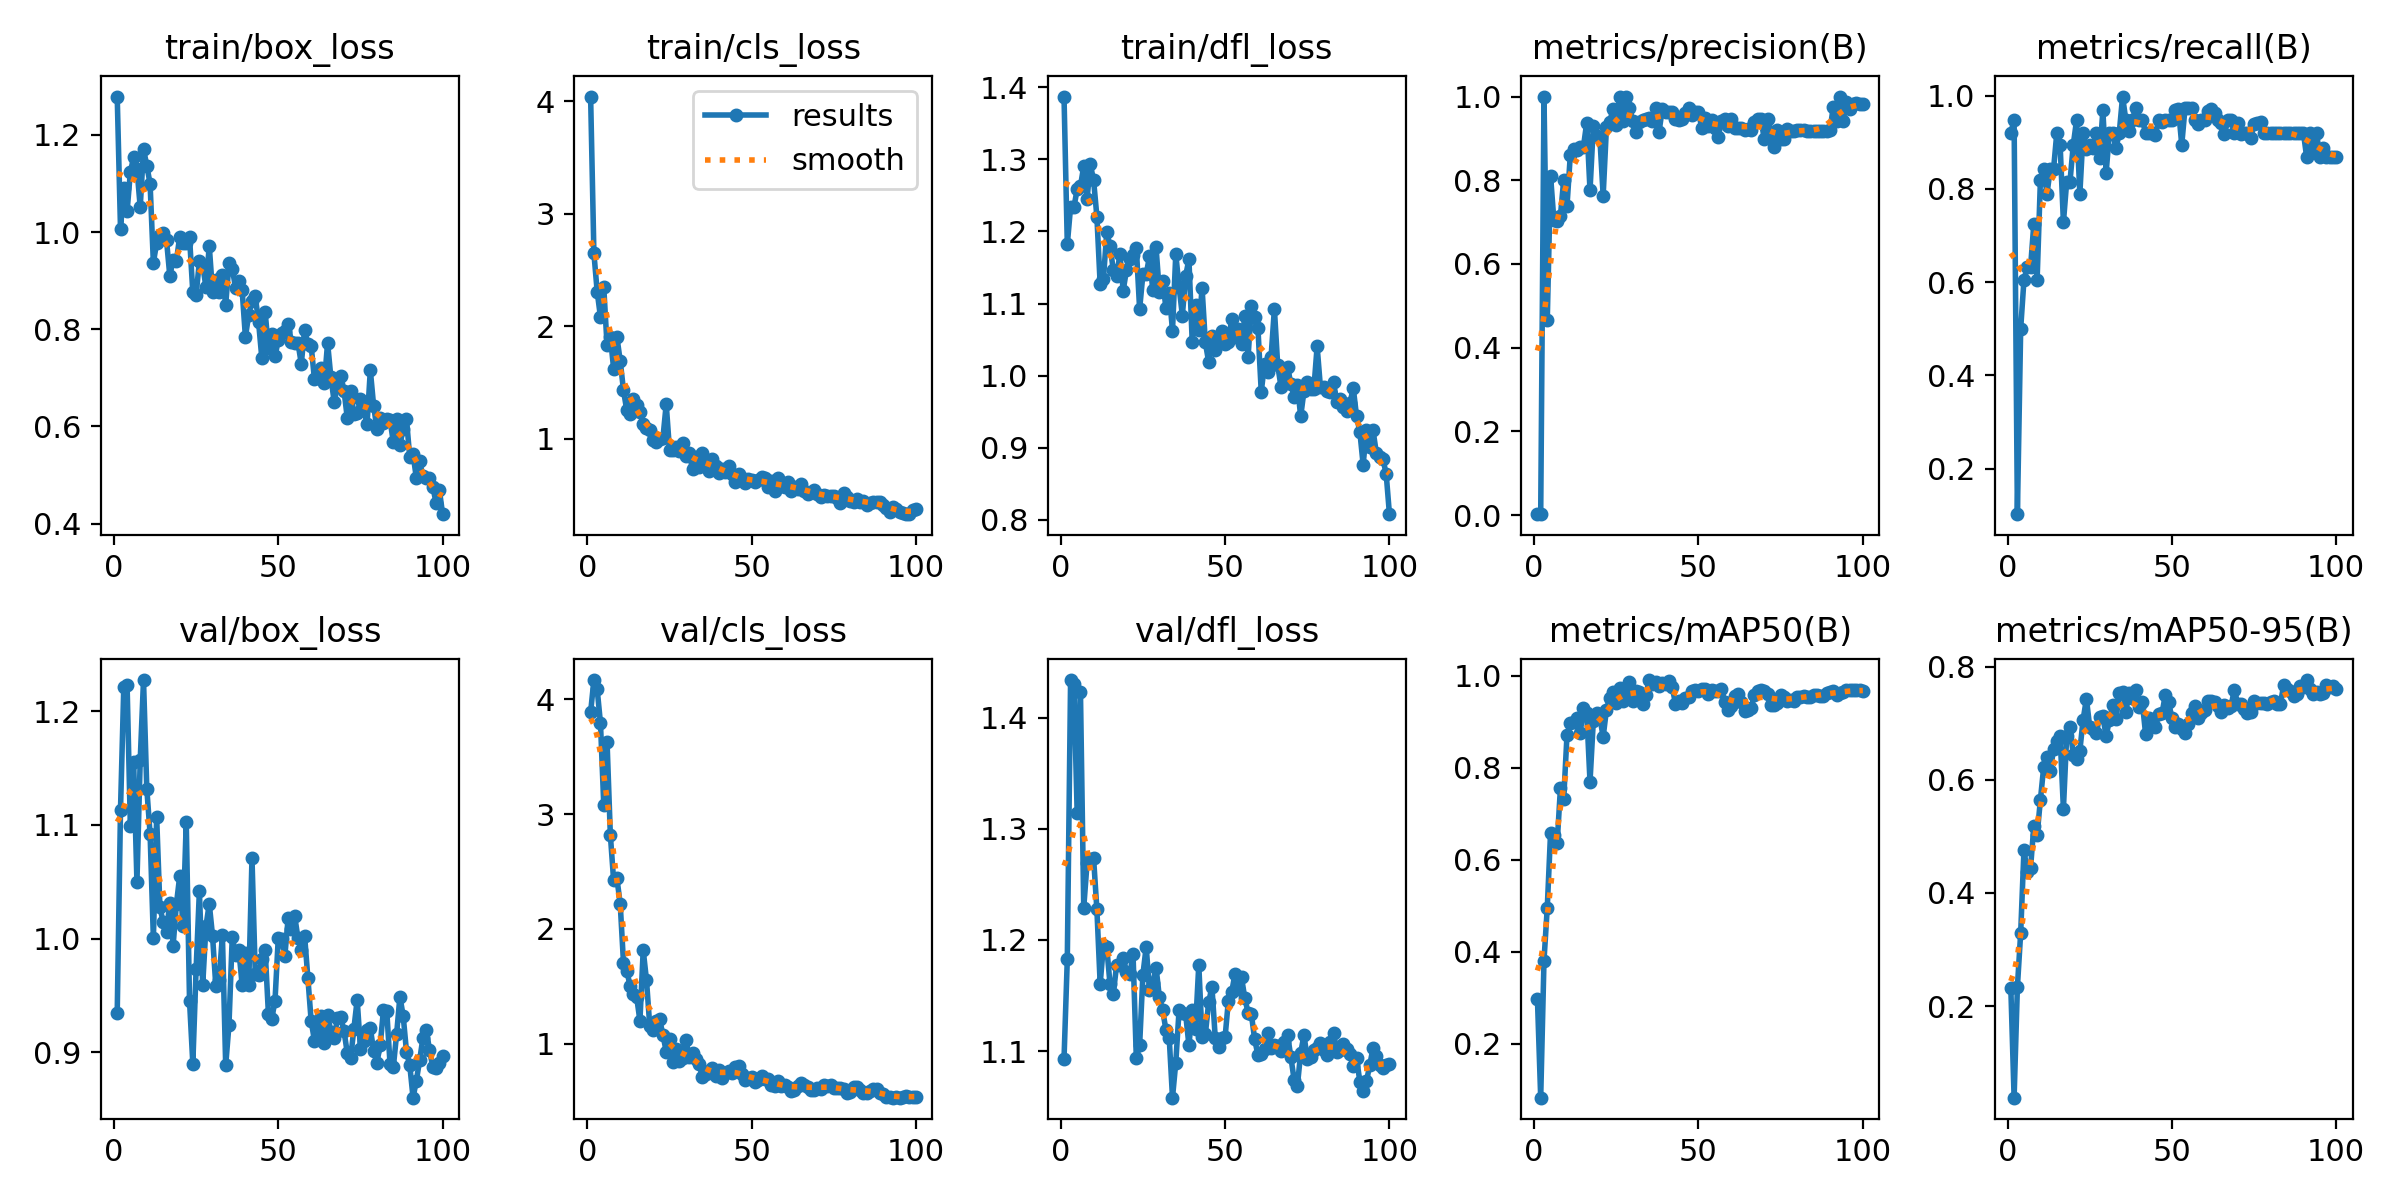 train/box_loss
1.2
1.0
0.8
0.6
0.4
0 50 100
train/cls_loss
results
smooth
4
3
2
1
0 50 100
train/dfl_loss
1.4
1.3
1.2
1.1
1.0
0.9
0.8
0 50 100
metrics/precision(B)
1.0
0.8
0.6
0.4
0.2
0.0
0 50 100
metrics/recall(B)
1.0
0.8
0.6
0.4
0.2
0 50 100
val/box_loss
1.2
1.1
1.0
0.9
0 50 100
val/cls_loss
4
3
2
1
0 50 100
val/dfl_loss
1.4
1.3
1.2
1.1
0 50 100
metrics/mAP50(B)
1.0
0.8
0.6
0.4
0.2
0 50 100
metrics/mAP50-95(B)
0.8
0.6
0.4
0.2
0 50 100